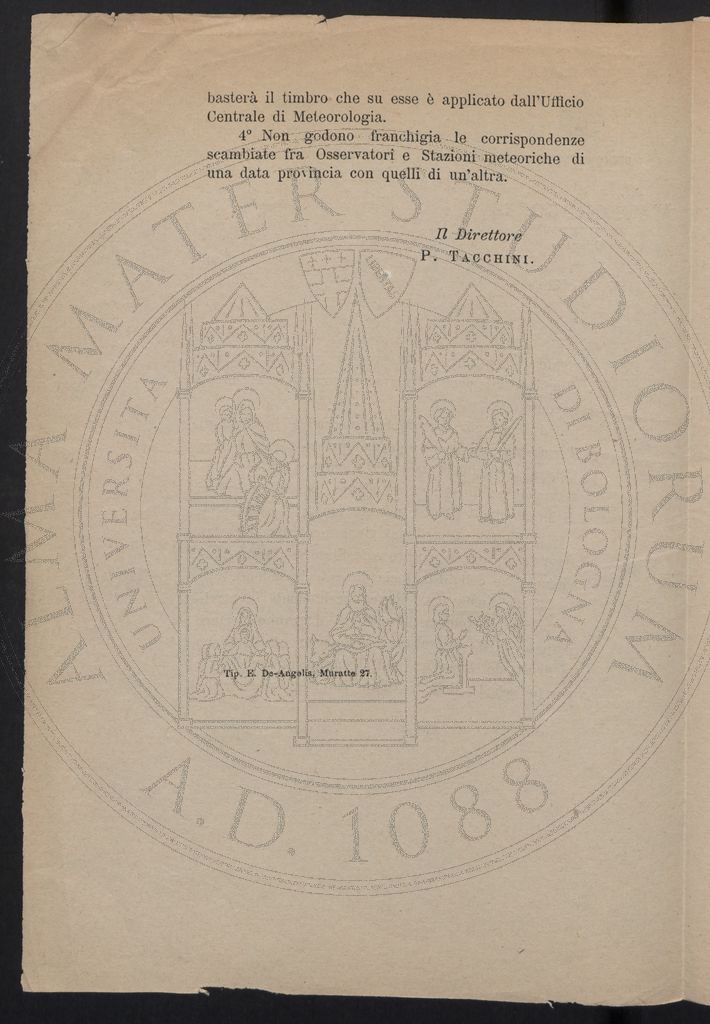 basterà il timbro che su esse è applicato dall'Ufficio
Centrale di Meteorologia.
4° Non godono franchigia le corrispondenze
scambiate fra Osservatori e Stazioni meteoriche di
una data provincia con quelli di un'altra.
Il Direttore
P. TACCHINI.
ALMA MATER STUDIORUM
UNIVERSITA DI BOLOGNA
LIBERTAS
Tip. E. De-Angelis, Muratte 27.
A.D. 1088